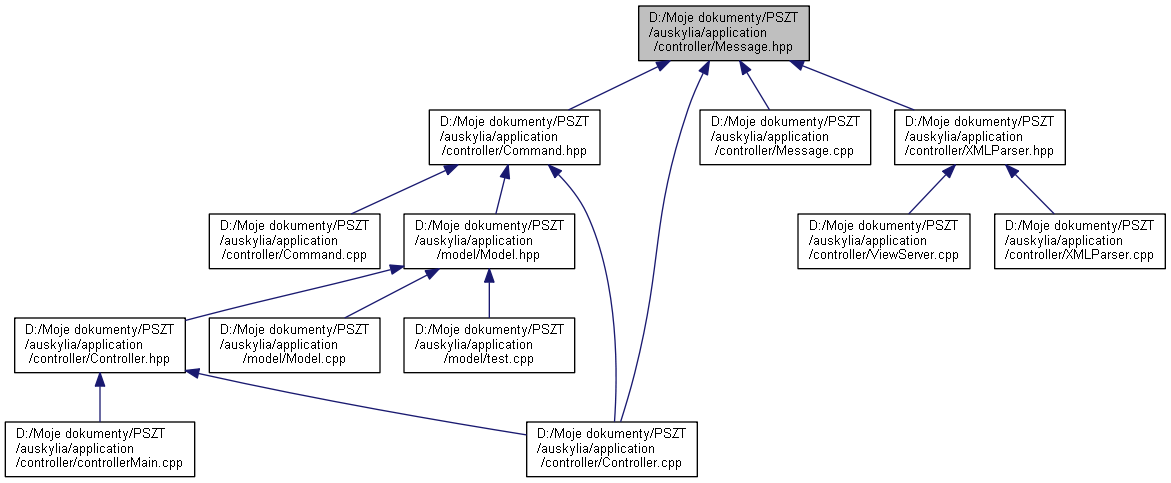 D:/Moje dokumenty/PSZT
/auskylia/application
/controller/Message.hpp
D:/Moje dokumenty/PSZT
/auskylia/application
/controller/Command.hpp
D:/Moje dokumenty/PSZT
/auskylia/application
/controller/Message.cpp
D:/Moje dokumenty/PSZT
/auskylia/application
/controller/XMLParser.hpp
D:/Moje dokumenty/PSZT
/auskylia/application
/controller/Command.cpp
D:/Moje dokumenty/PSZT
/auskylia/application
/model/Model.hpp
D:/Moje dokumenty/PSZT
/auskylia/application
/controller/ViewServer.cpp
D:/Moje dokumenty/PSZT
/auskylia/application
/controller/XMLParser.cpp
D:/Moje dokumenty/PSZT
/auskylia/application
/controller/Controller.hpp
D:/Moje dokumenty/PSZT
/auskylia/application
/model/Model.cpp
D:/Moje dokumenty/PSZT
/auskylia/application
/model/test.cpp
D:/Moje dokumenty/PSZT
/auskylia/application
/controller/controllerMain.cpp
D:/Moje dokumenty/PSZT
/auskylia/application
/controller/Controller.cpp